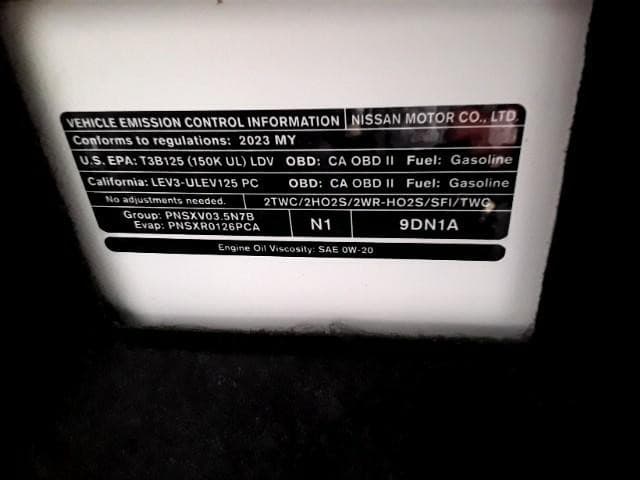 VEHICLE EMISSION CONTROL INFORMATION NISSAN MOTOR CO., LTD.
Conforms to regulations: 2023 MY
U.S. EPA: T3B125 (150K UL) LDV OBD: CA OBD II Fuel: Gasoline
California: LEV3-ULEV125 PC OBD: CA OBD II Fuel: Gasoline
No adjustments needed. 2TWC/2HO2S/2WR-HO2S/SFI/TWC
Group: PNSXV03.5N7B
Evap: PNSXR0126PCA
N1 9DN1A
Engine Oil Viscosity: SAE 0W-20